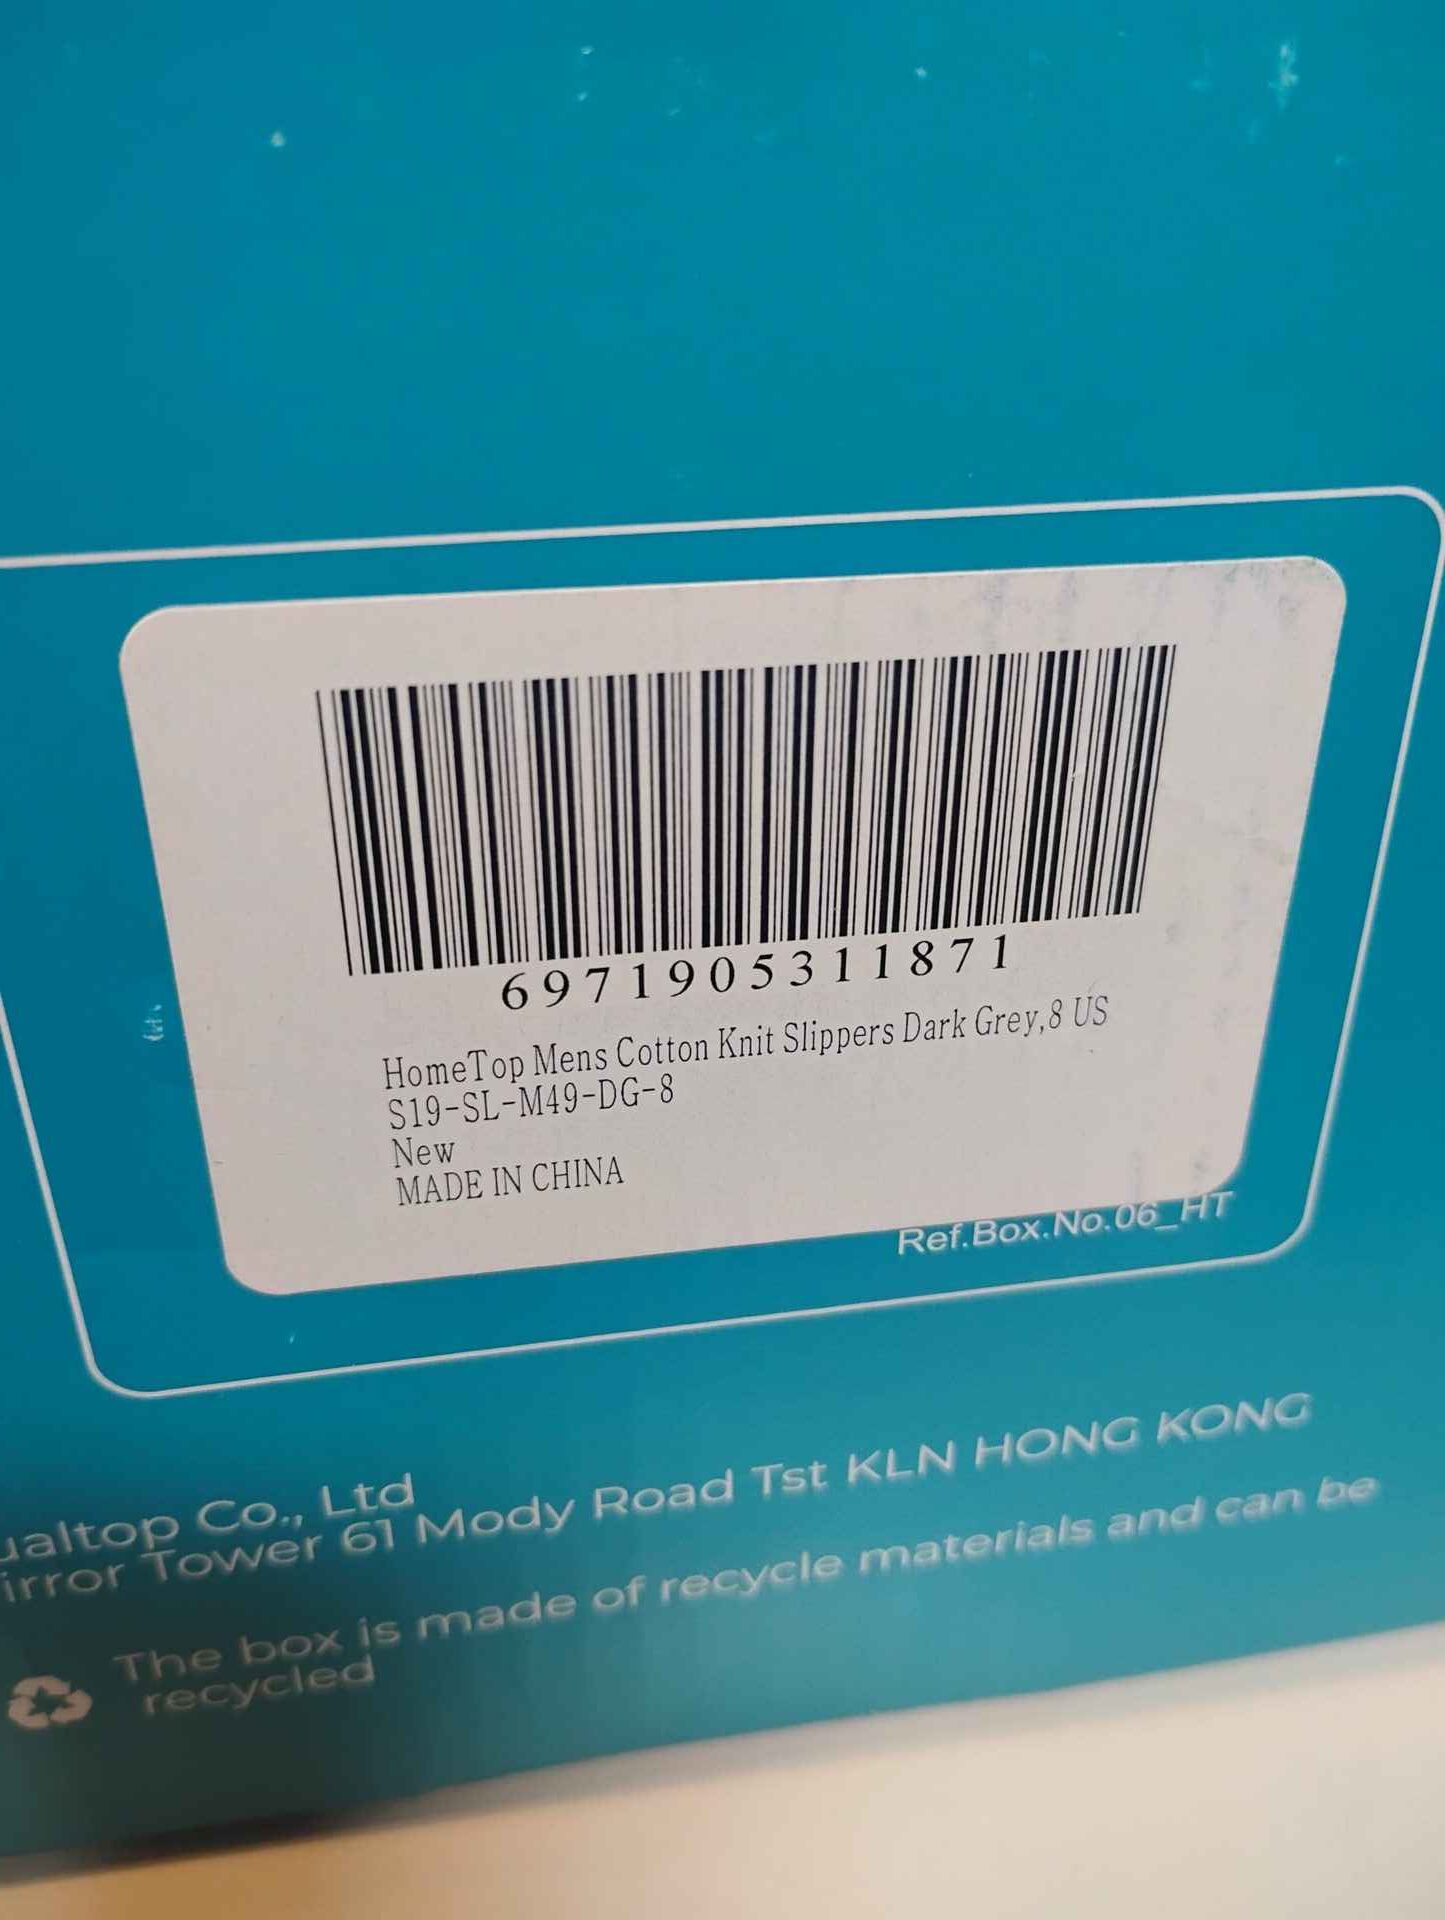 6971905311871
HomeTop Mens Cotton Knit Slippers Dark Grey,8 US
S19-SL-M49-DG-8
New
MADE IN CHINA
Ref.Box.No.06_HT
Co., Ltd
Tower 61 Mody Road Tst KLN HONG KONG
The box is made of recycle materials and can be
recycled